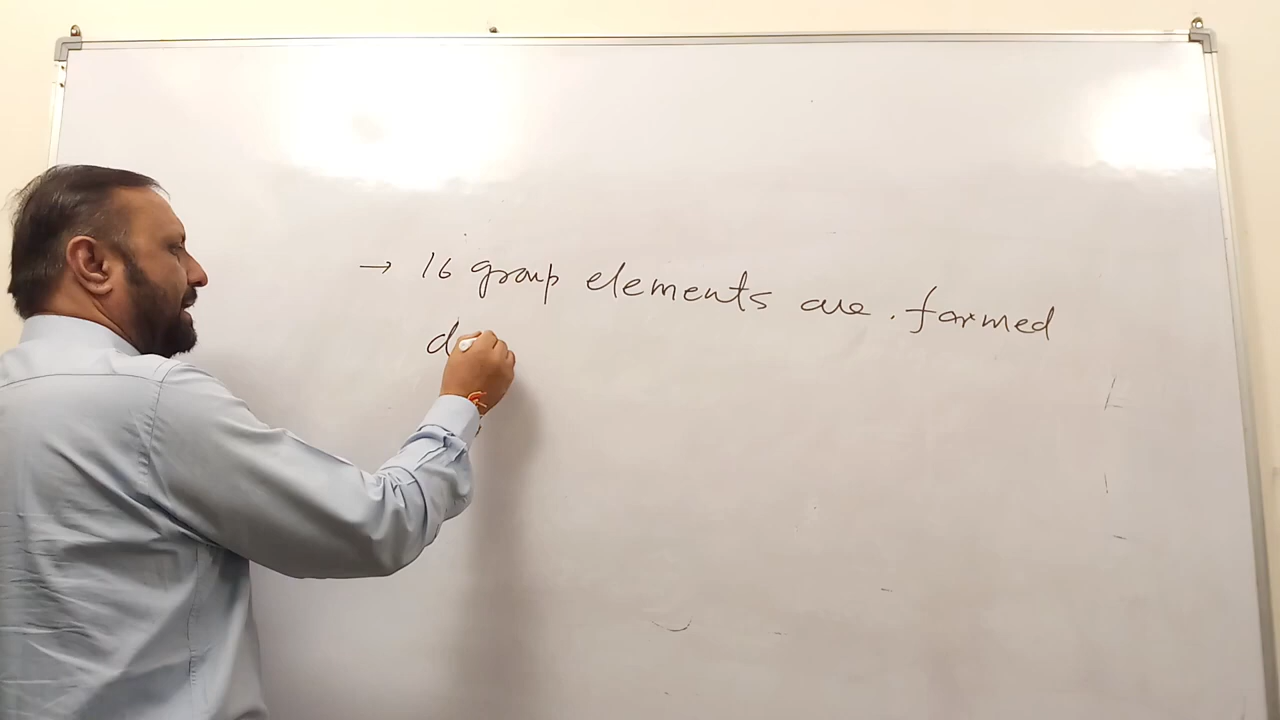 → 16 group elements are . formed
d